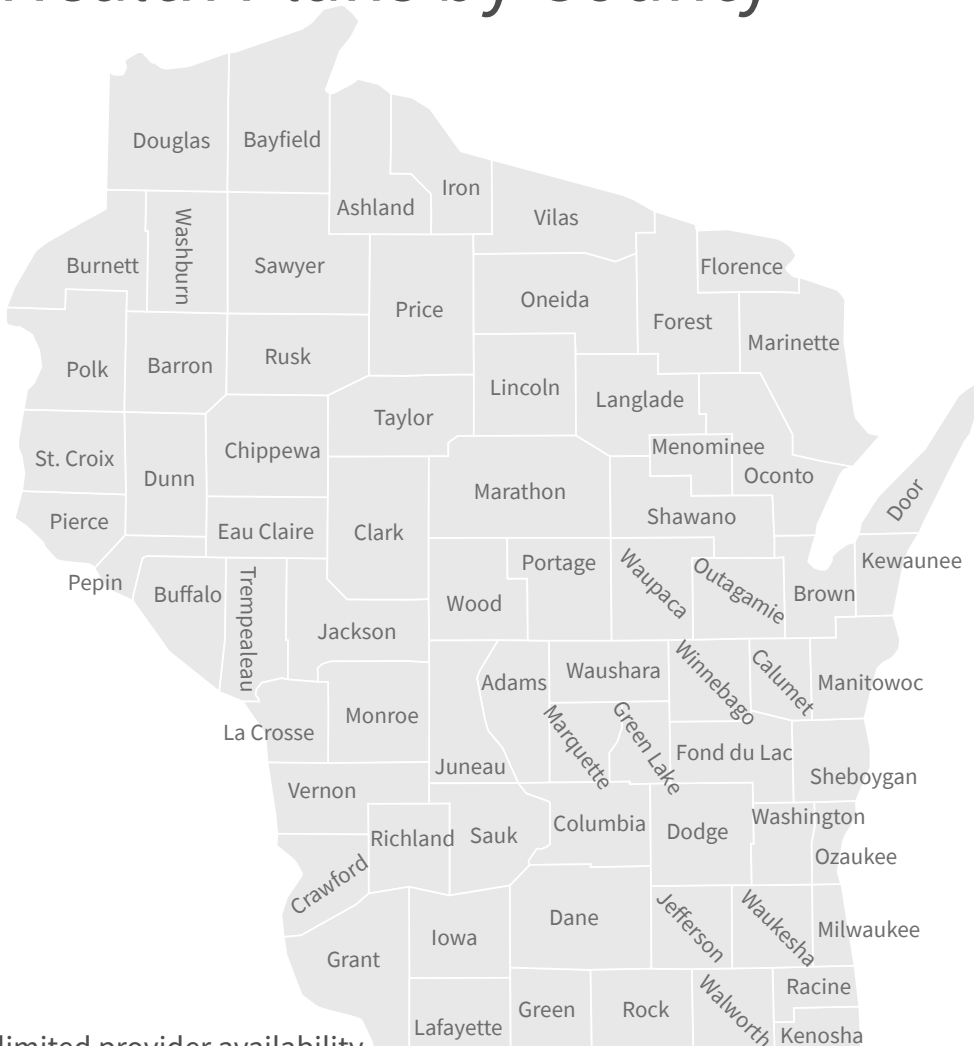 Health Plans by County
Douglas
Bayfield
Iron
Ashland
Vilas
Washburn
Burnett
Sawyer
Florence
Price
Oneida
Forest
Marinette
Polk
Barron
Rusk
Lincoln
Langlade
Taylor
St. Croix
Chippewa
Menominee
Dunn
Oconto
Marathon
Door
Pierce
Eau Claire
Clark
Shawano
Kewaunee
Portage
Pepin
Buffalo
Trempealeau
Waupaca
Outagamie
Brown
Wood
Jackson
Adams
Waushara
Winnebago
Calumet
Manitowoc
Monroe
La Crosse
Marquette
Green Lake
Fond du Lac
Juneau
Sheboygan
Vernon
Richland
Sauk
Columbia
Dodge
Washington
Ozaukee
Crawford
Dane
Jefferson
Waukesha
Milwaukee
Iowa
Grant
Racine
Green
Rock
Walworth
Lafayette
Kenosha
limited provider availability